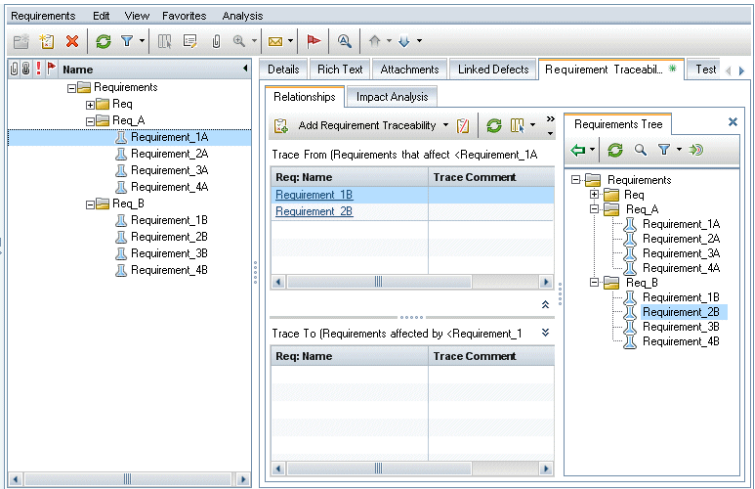 Requirements Edit View Favorites Analysis
Name
Requirements
Req
Req_A
Requirement_1A
Requirement_2A
Requirement_3A
Requirement_4A
Req_B
Requirement_1B
Requirement_2B
Requirement_3B
Requirement_4B
Details Rich Text Attachments Linked Defects Requirement Traceabil... * Test
Relationships Impact Analysis
Add Requirement Traceability »
Trace From (Requirements that affect <Requirement_1A
Req: Name Trace Comment
Requirement_1B
Requirement_2B
Trace To (Requirements affected by <Requirement_1
Req: Name Trace Comment
Requirements Tree
Requirements
Req
Req_A
Requirement_1A
Requirement_2A
Requirement_3A
Requirement_4A
Req_B
Requirement_1B
Requirement_2B
Requirement_3B
Requirement_4B